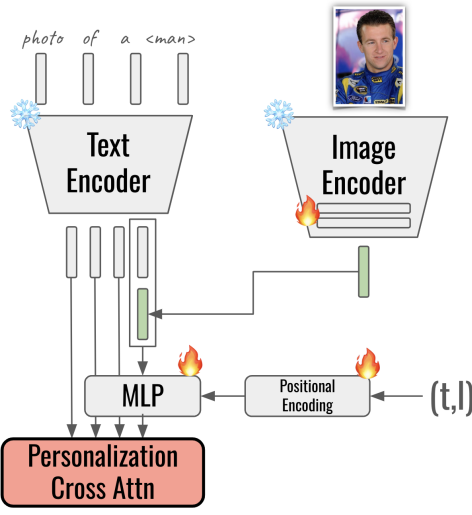 photo of a <man>
Text
Encoder
Image
Encoder
MLP
Positional
Encoding
(t,l)
Personalization
Cross Attn